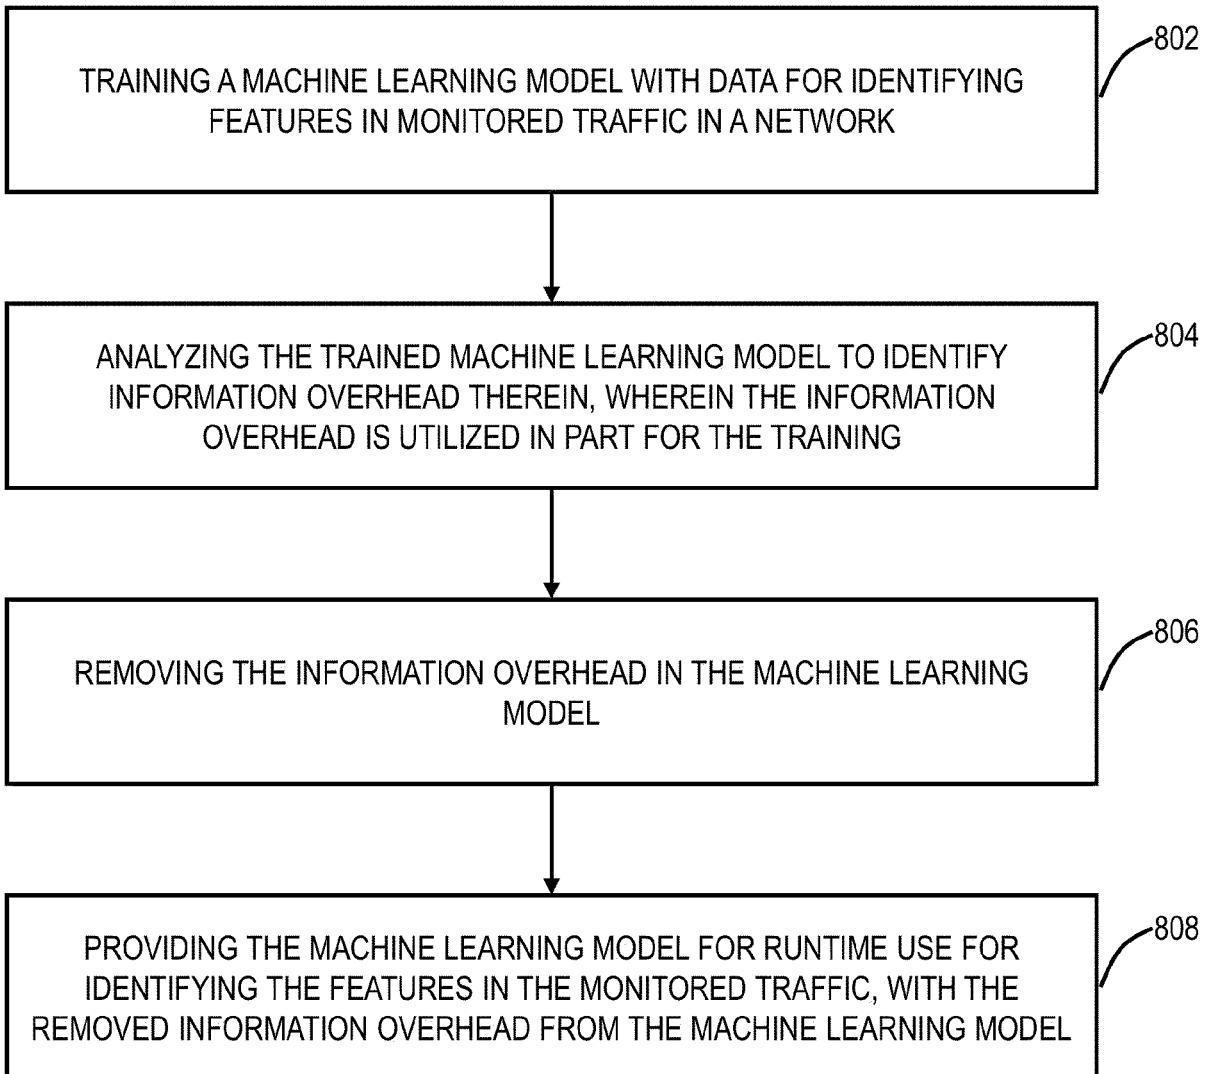 802
TRAINING A MACHINE LEARNING MODEL WITH DATA FOR IDENTIFYING
FEATURES IN MONITORED TRAFFIC IN A NETWORK
804
ANALYZING THE TRAINED MACHINE LEARNING MODEL TO IDENTIFY
INFORMATION OVERHEAD THEREIN, WHEREIN THE INFORMATION
OVERHEAD IS UTILIZED IN PART FOR THE TRAINING
806
REMOVING THE INFORMATION OVERHEAD IN THE MACHINE LEARNING
MODEL
808
PROVIDING THE MACHINE LEARNING MODEL FOR RUNTIME USE FOR
IDENTIFYING THE FEATURES IN THE MONITORED TRAFFIC, WITH THE
REMOVED INFORMATION OVERHEAD FROM THE MACHINE LEARNING MODEL